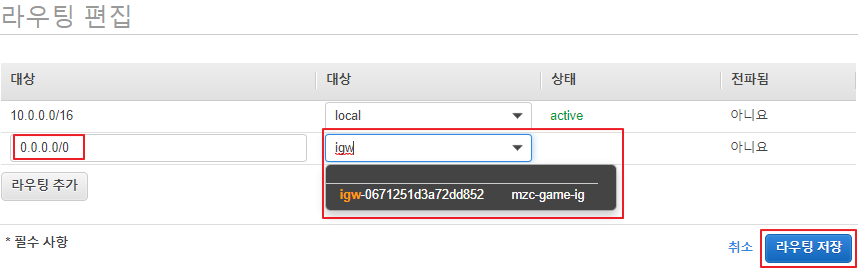 라우팅 편집
대상 대상 상태 전파됨
10.0.0.0/16 local active 아니요
0.0.0.0/0 igw 아니요
igw-0671251d3a72dd852 mzc-game-ig
라우팅 추가
* 필수 사항
취소 라우팅 저장